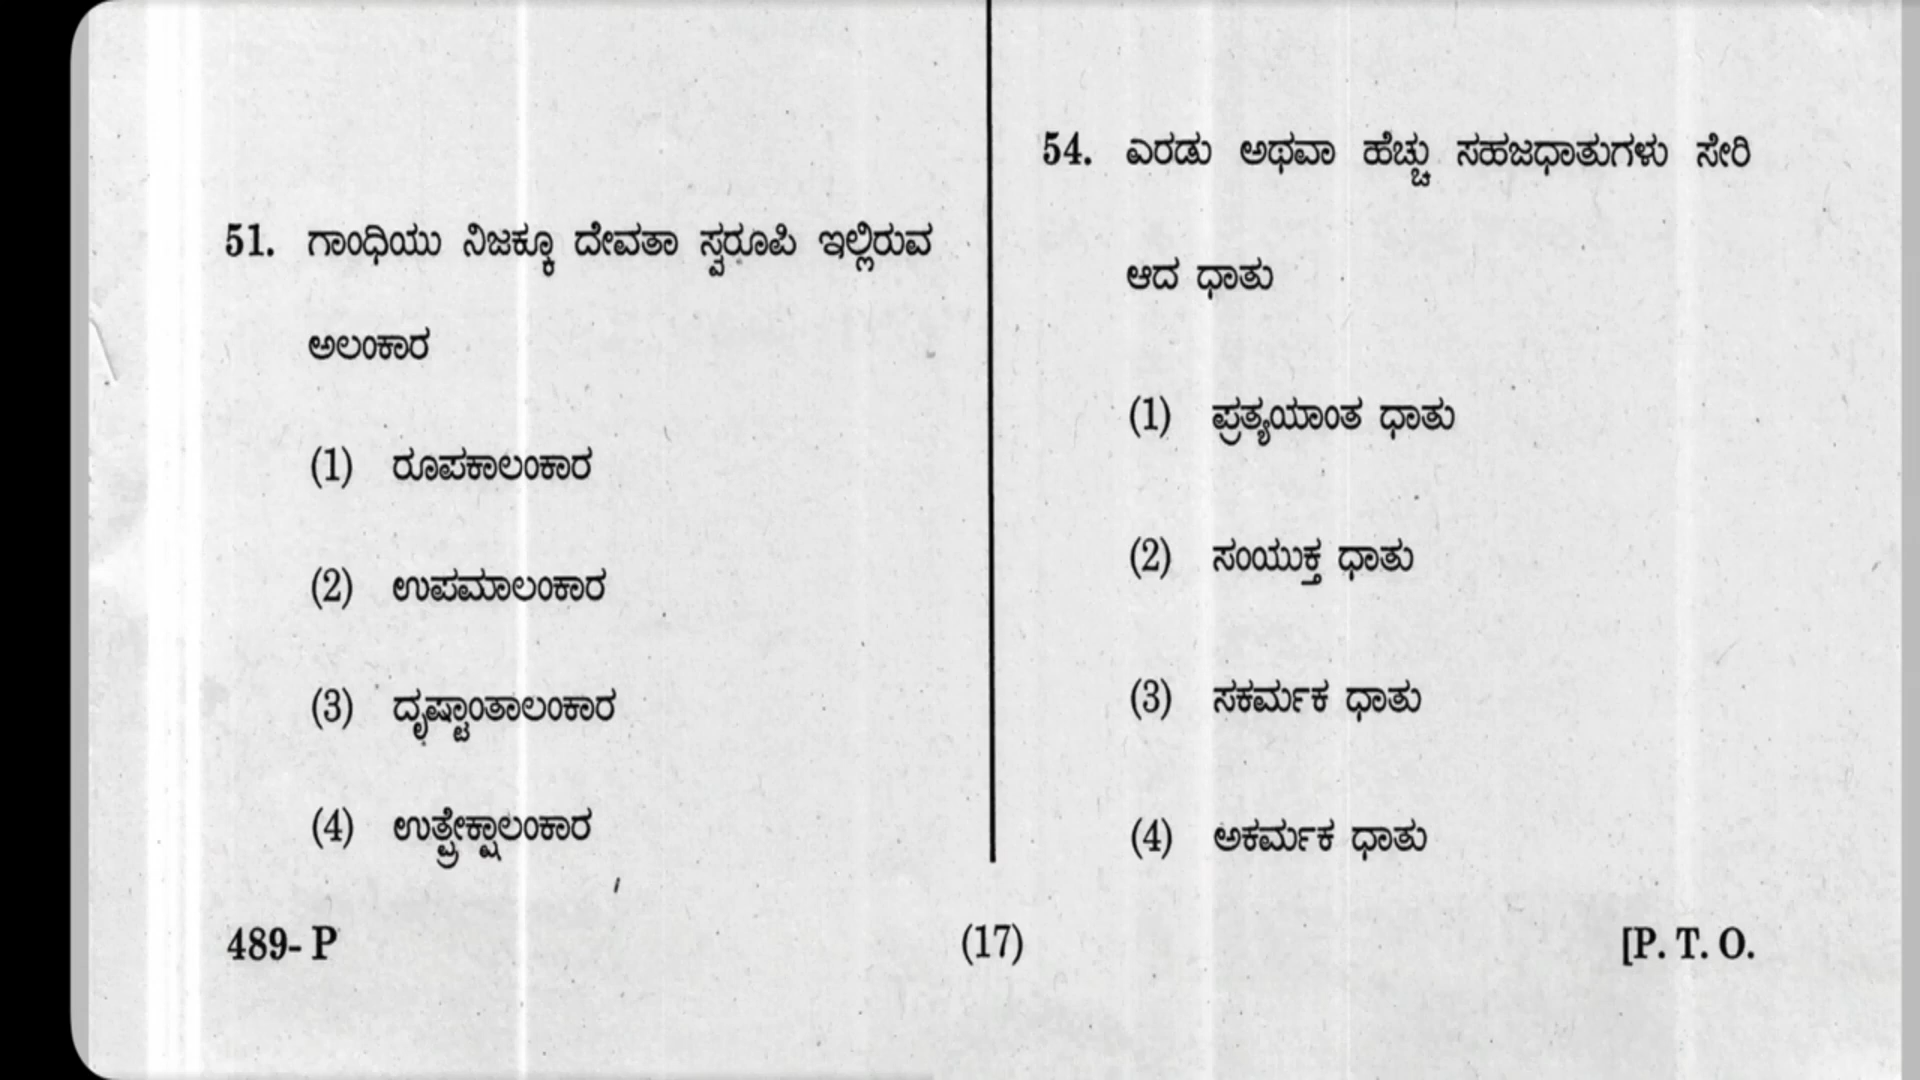 51. ಗಾಂಧಿಯು ನಿಜಕ್ಕೂ ದೇವತಾ ಸ್ವರೂಪಿ ಇಲ್ಲಿರುವ
ಅಲಂಕಾರ
(1) ರೂಪಕಾಲಂಕಾರ
(2) ಉಪಮಾಲಂಕಾರ
(3) ದೃಷ್ಟಾಂತಾಲಂಕಾರ
(4) ಉತ್ಪ್ರೇಕ್ಷಾಲಂಕಾರ
54. ಎರಡು ಅಥವಾ ಹೆಚ್ಚು ಸಹಜಧಾತುಗಳು ಸೇರಿ
ಆದ ಧಾತು
(1) ಪ್ರತ್ಯಯಾಂತ ಧಾತು
(2) ಸಂಯುಕ್ತ ಧಾತು
(3) ಸಕರ್ಮಕ ಧಾತು
(4) ಅಕರ್ಮಕ ಧಾತು
489- P (17) [P. T. O.